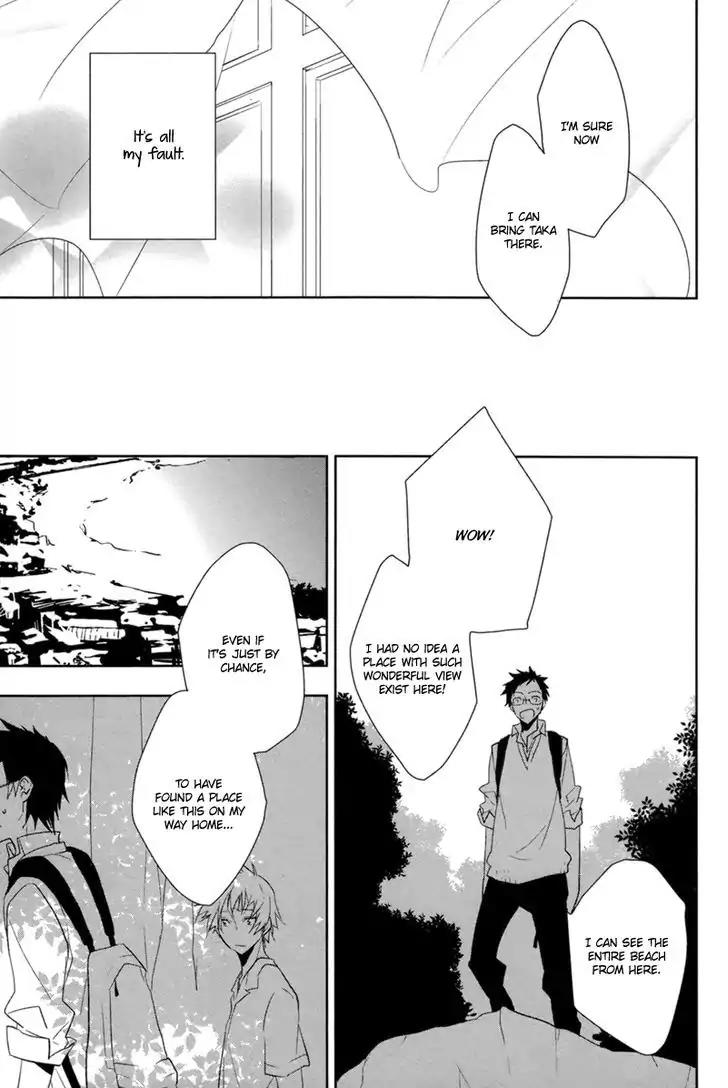 I'M SURE
NOW
I CAN
BRING TAKA
THERE.
It's all
my fault.
WOW!
I HAD NO IDEA A
PLACE WITH SUCH
WONDERFUL VIEW
EXIST HERE!
I CAN SEE THE
ENTIRE BEACH
FROM HERE.
EVEN IF
IT'S JUST BY
CHANCE,
TO HAVE
FOUND A PLACE
LIKE THIS ON MY
WAY HOME...